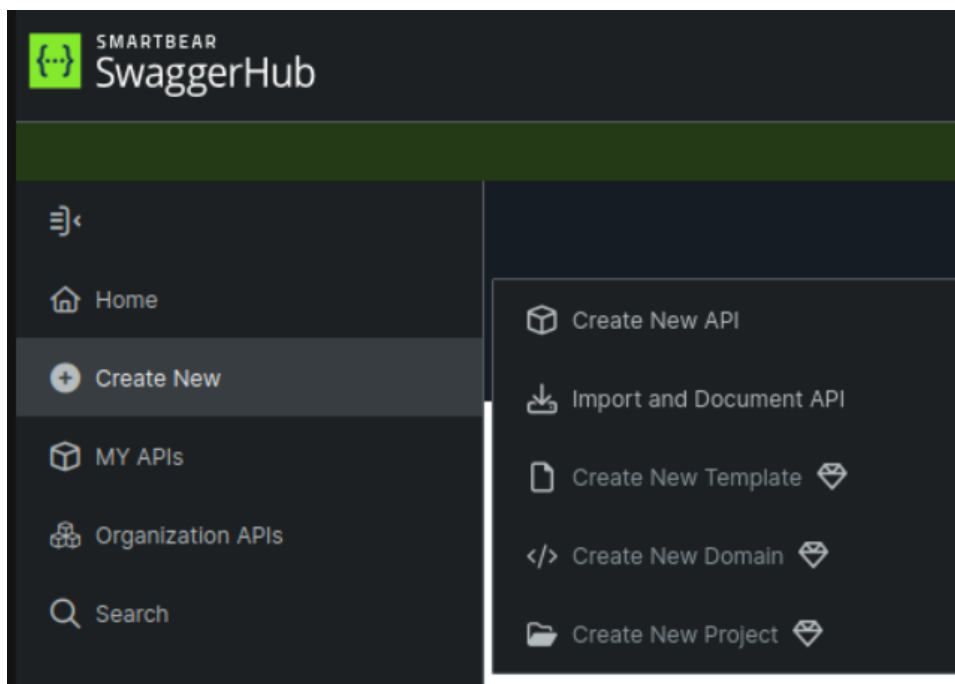 SMARTBEAR
SwaggerHub
Home
Create New
MY APIs
Organization APIs
Search
Create New API
Import and Document API
Create New Template
Create New Domain
Create New Project